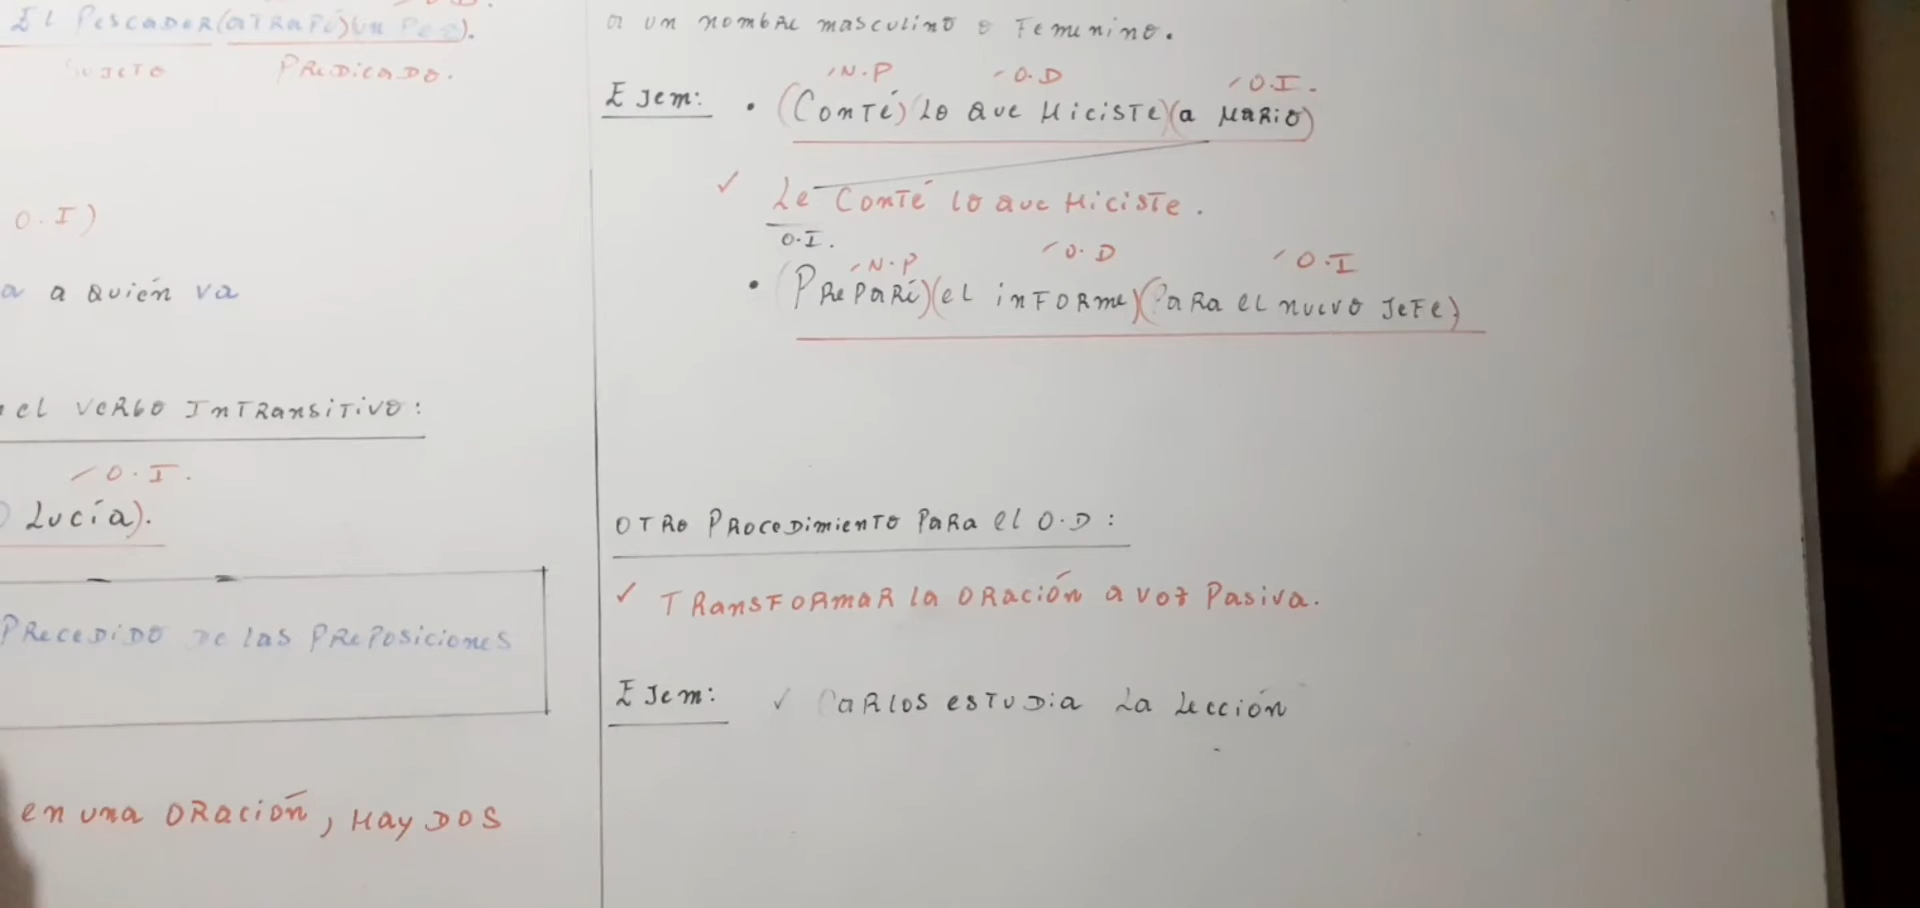 El Pescador (atrapó) (un Pez).
Sujeto Predicado.
O.I)
a a quién va
el verbo Intransitivo:
O.I.
Lucía).
Precedido de las preposiciones
en una oración, hay dos
a un nombre masculino o femenino.
N.P O.D O.I.
Ejem: • (Conté) (lo que hiciste) (a Mario)
✓ Le conté lo que hiciste.
O.I.
N.P O.D O.I
• (Preparé) (el informe) (para el nuevo jefe)
Otro procedimiento para el O.D:
✓ Transformar la oración a voz pasiva.
Ejem: ✓ Carlos estudia la lección